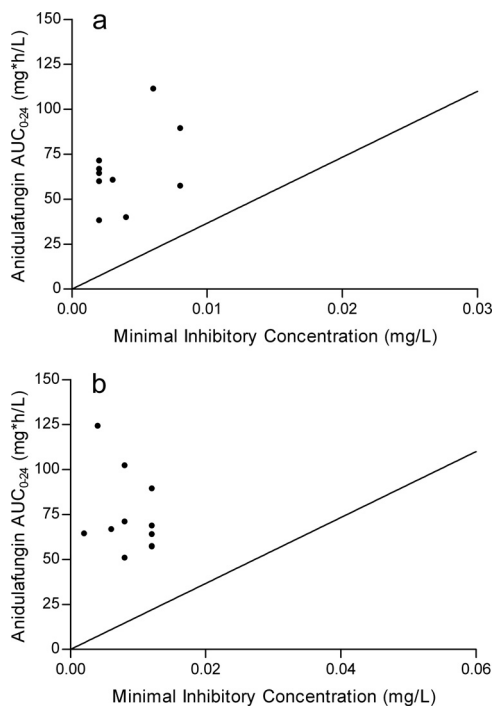 a
150
125
100
75
50
25
0
Anidulafungin AUC0-24 (mg*h/L)
0.00 0.01 0.02 0.03
Minimal Inhibitory Concentration (mg/L)
b
150
125
100
75
50
25
0
Anidulafungin AUC0-24 (mg*h/L)
0.00 0.02 0.04 0.06
Minimal Inhibitory Concentration (mg/L)